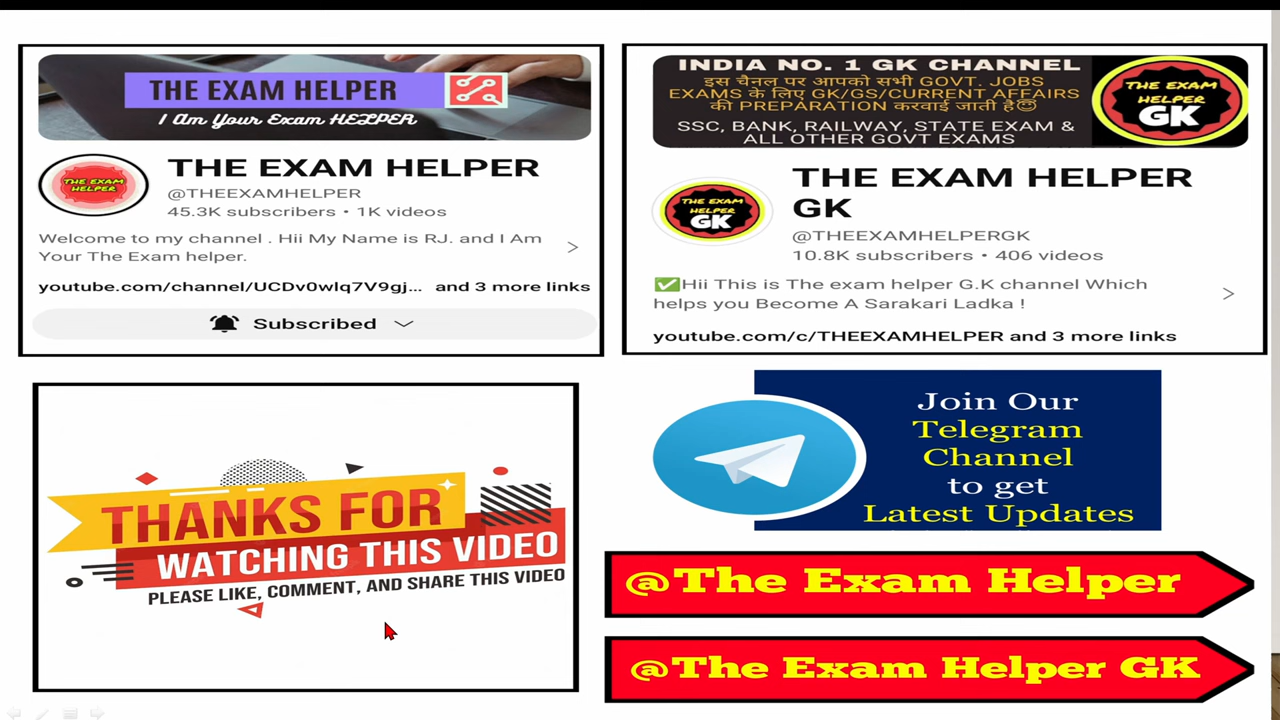 THE EXAM HELPER
I Am Your Exam HELPER
THE EXAM HELPER
THE EXAM HELPER
@THEEXAMHELPER
45.3K subscribers • 1K videos
Welcome to my channel . Hii My Name is RJ. and I Am
Your The Exam helper.
youtube.com/channel/UCDv0wlq7V9gj... and 3 more links
Subscribed
INDIA NO. 1 GK CHANNEL
इस चैनल पर आपको सभी GOVT. JOBS
EXAMS के लिए GK/GS/CURRENT AFFAIRS
की PREPARATION करवाई जाती है😇
SSC, BANK, RAILWAY, STATE EXAM &
ALL OTHER GOVT EXAMS
THE EXAM
HELPER
GK
THE EXAM HELPER
GK
THE EXAM
HELPER
GK
@THEEXAMHELPERGK
10.8K subscribers • 406 videos
✅Hii This is The exam helper G.K channel Which
helps you Become A Sarakari Ladka !
youtube.com/c/THEEXAMHELPER and 3 more links
THANKS FOR
WATCHING THIS VIDEO
PLEASE LIKE, COMMENT, AND SHARE THIS VIDEO
Join Our
Telegram
Channel
to get
Latest Updates
@The Exam Helper
@The Exam Helper GK